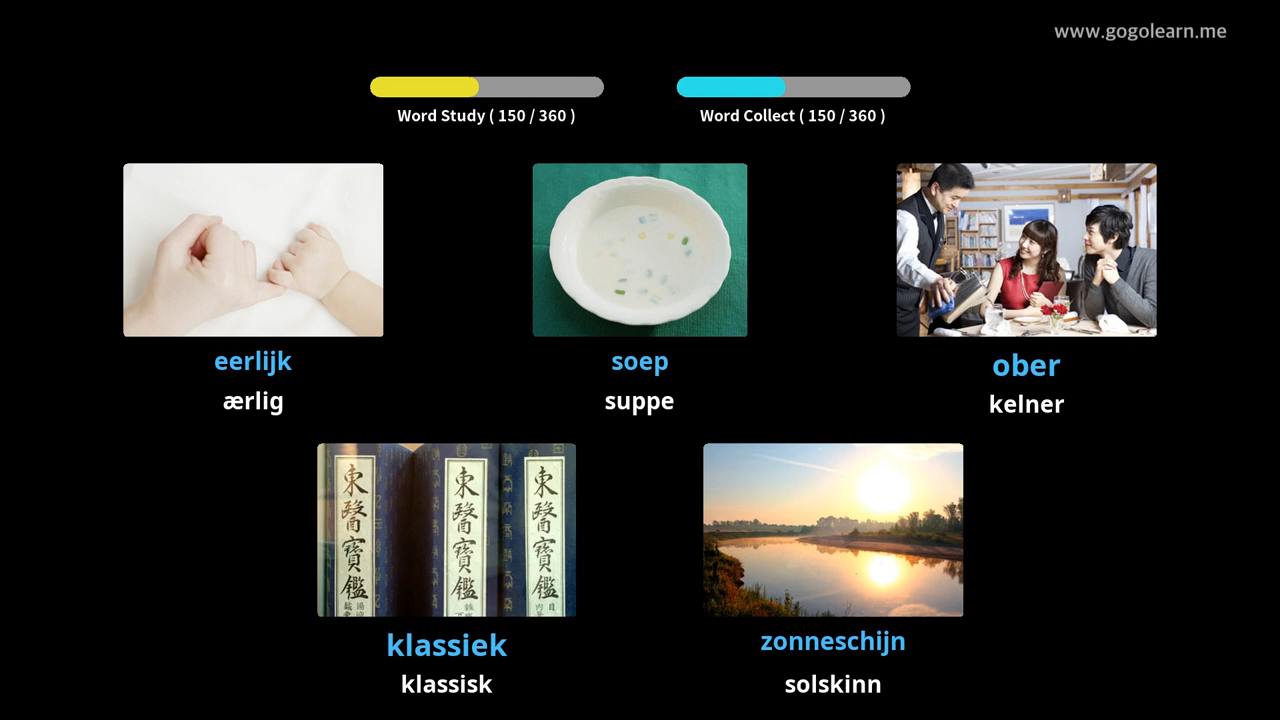 www.gogolearn.me
Word Study ( 150 / 360 )
Word Collect ( 150 / 360 )
eerlijk
ærlig
soep
suppe
ober
kelner
東醫寶鑑
東醫寶鑑
東醫寶鑑
klassiek
klassisk
zonneschijn
solskinn